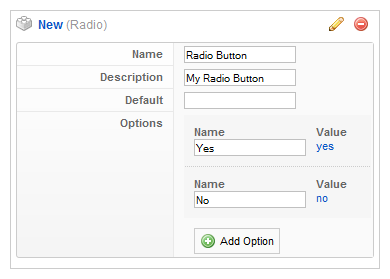 New (Radio)
Name Radio Button
Description My Radio Button
Default
Options
Name Value
Yes yes
Name Value
No no
Add Option